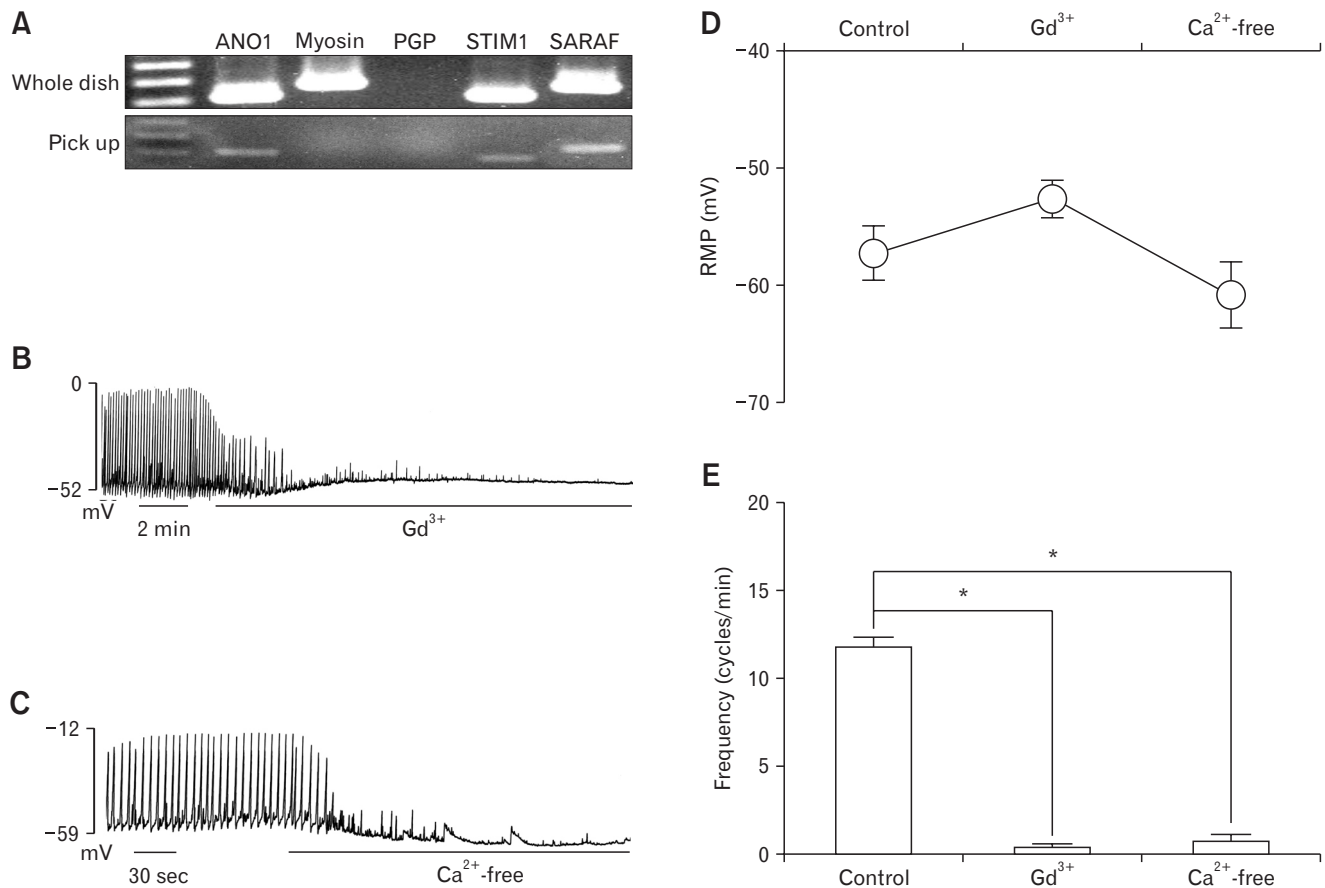 A
ANO1 Myosin PGP STIM1 SARAF
Whole dish
Pick up
B
0
−52
mV
2 min
Gd³⁺
C
−12
−59
mV
30 sec
Ca²⁺-free
D
Control Gd³⁺ Ca²⁺-free
−40
−50
−60
−70
RMP (mV)
E
20
15
10
5
0
Frequency (cycles/min)
*
*
Control Gd³⁺ Ca²⁺-free